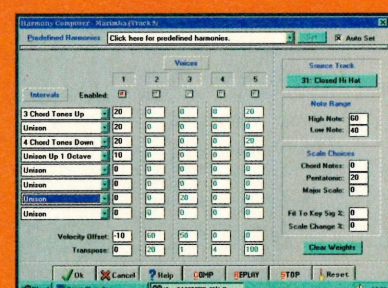 Harmony Composer - Marimba (Track 5)
Predefined Harmonies: Click here for predefined harmonies. Set Auto Set
Voices
1 2 3 4 5
Intervals Enabled:
3 Chord Tones Up 20 0 0 0 20
Unison 20 0 0 0 0
4 Chord Tones Down 20 0 0 0 20
Unison Up 1 Octave 10 0 0 0 0
Unison 0 0 0 0 0
Unison 0 0 0 0 0
Unison 0 0 20 0 0
Unison 0 0 0 0 0
Velocity Offset: -10 60 50 0 0
Transpose: 0 20 1 4 100
Source Track
31: Closed Hi Hat
Note Range
High Note: 60
Low Note: 40
Scale Choices
Chord Notes: 0
Pentatonic: 20
Major Scale: 0
Fit To Key Sig %: 0
Scale Change %: 0
Clear Weights
Ok Cancel Help COMP REPLAY STOP Reset